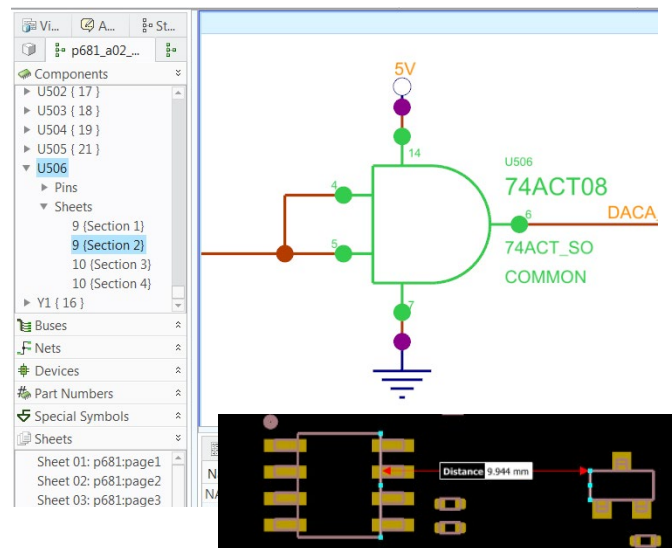 Vi... A... St...
p681_a02_...
Components
U502 { 17 }
U503 { 18 }
U504 { 19 }
U505 { 21 }
U506
Pins
Sheets
9 {Section 1}
9 {Section 2}
10 {Section 3}
10 {Section 4}
Y1 { 16 }
Buses
Nets
Devices
Part Numbers
Special Symbols
Sheets
Sheet 01: p681:page1
Sheet 02: p681:page2
Sheet 03: p681:page3
5V
14
U506
74ACT08
4
6
DACA_
5
74ACT_SO
COMMON
7
Distance 9.944 mm